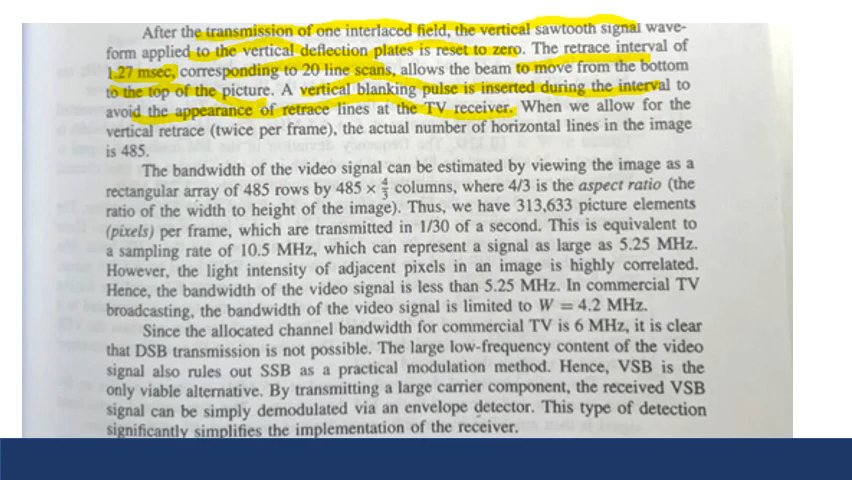 After the transmission of one interlaced field, the vertical sawtooth signal wave-
form applied to the vertical deflection plates is reset to zero. The retrace interval of
1.27 msec, corresponding to 20 line scans, allows the beam to move from the bottom
to the top of the picture. A vertical blanking pulse is inserted during the interval to
avoid the appearance of retrace lines at the TV receiver. When we allow for the
vertical retrace (twice per frame), the actual number of horizontal lines in the image
is 485.
The bandwidth of the video signal can be estimated by viewing the image as a
rectangular array of 485 rows by 485 × 4/3 columns, where 4/3 is the aspect ratio (the
ratio of the width to height of the image). Thus, we have 313,633 picture elements
(pixels) per frame, which are transmitted in 1/30 of a second. This is equivalent to
a sampling rate of 10.5 MHz, which can represent a signal as large as 5.25 MHz.
However, the light intensity of adjacent pixels in an image is highly correlated.
Hence, the bandwidth of the video signal is less than 5.25 MHz. In commercial TV
broadcasting, the bandwidth of the video signal is limited to W = 4.2 MHz.
Since the allocated channel bandwidth for commercial TV is 6 MHz, it is clear
that DSB transmission is not possible. The large low-frequency content of the video
signal also rules out SSB as a practical modulation method. Hence, VSB is the
only viable alternative. By transmitting a large carrier component, the received VSB
signal can be simply demodulated via an envelope detector. This type of detection
significantly simplifies the implementation of the receiver.